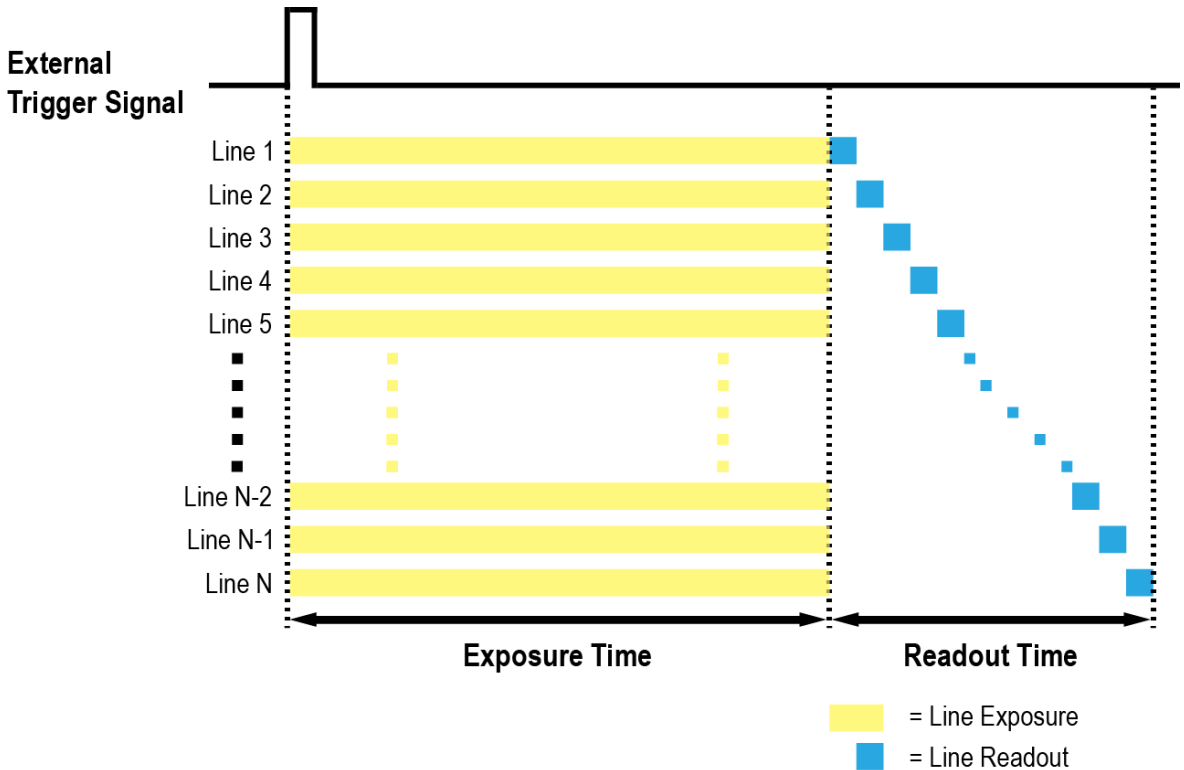 External
Trigger Signal
Line 1
Line 2
Line 3
Line 4
Line 5
Line N-2
Line N-1
Line N
Exposure Time
Readout Time
= Line Exposure
= Line Readout